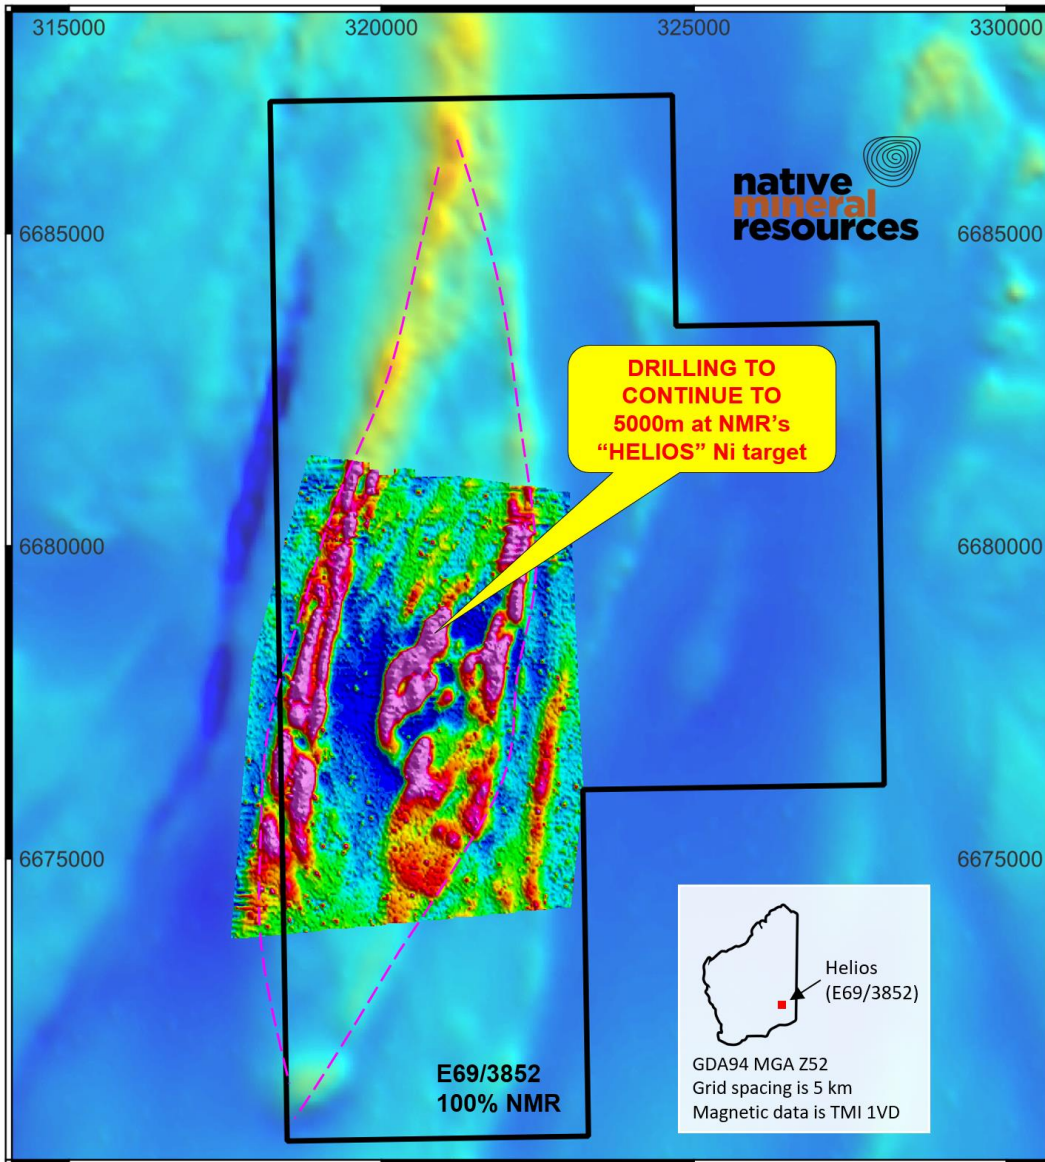 315000
320000
325000
330000
native
mineral
resources
6685000
6685000
DRILLING TO
CONTINUE TO
5000m at NMR's
“HELIOS” Ni target
6680000
6680000
6675000
6675000
Helios
(E69/3852)
E69/3852
100% NMR
GDA94 MGA Z52
Grid spacing is 5 km
Magnetic data is TMI 1VD